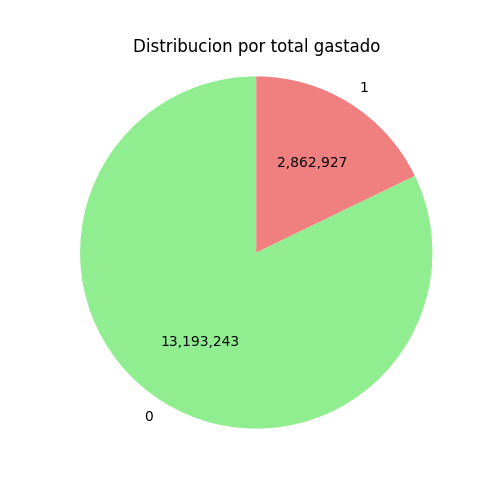 Distribucion por total gastado
1
2,862,927
13,193,243
0